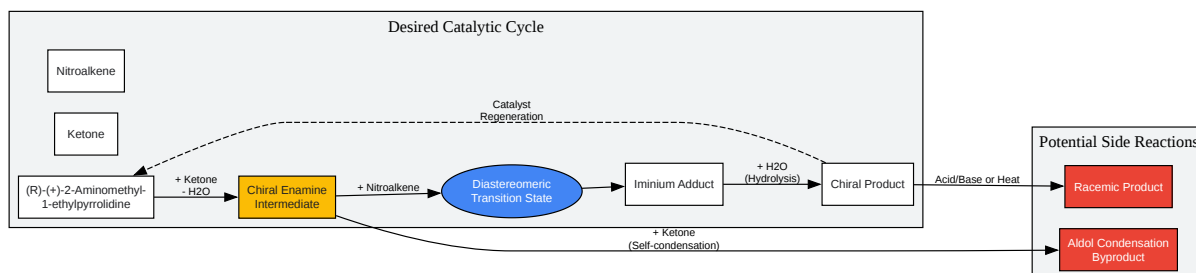 Desired Catalytic Cycle
Nitroalkene
Ketone
Catalyst
Regeneration
(R)-(+)-2-Aminomethyl-
1-ethylpyrrolidine
+ Ketone
- H2O
Chiral Enamine
Intermediate
+ Nitroalkene
Diastereomeric
Transition State
Iminium Adduct
+ H2O
(Hydrolysis)
Chiral Product
Acid/Base or Heat
+ Ketone
(Self-condensation)
Potential Side Reactions
Racemic Product
Aldol Condensation
Byproduct